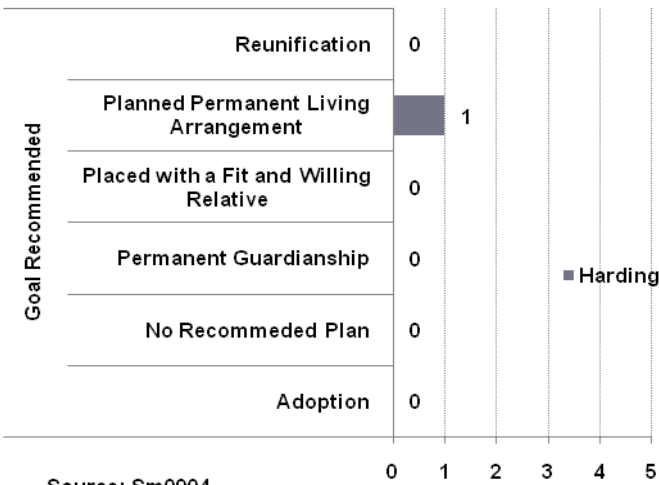 Goal Recommended
Reunification 0
Planned Permanent Living
Arrangement 1
Placed with a Fit and Willing
Relative 0
Permanent Guardianship 0
No Recommeded Plan 0
Adoption 0
Harding
0 1 2 3 4 5